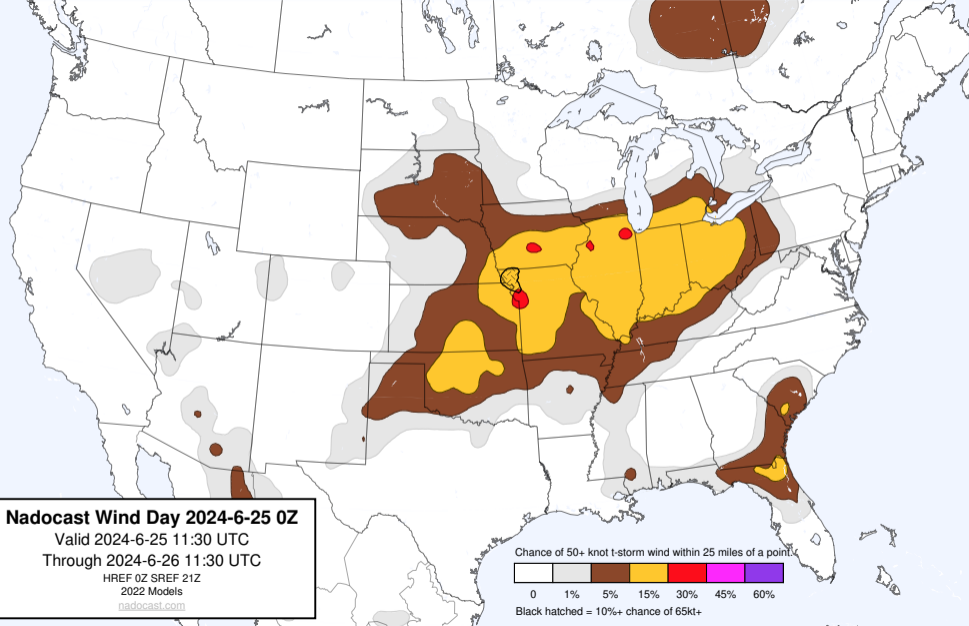 Nadocast Wind Day 2024-6-25 0Z
Valid 2024-6-25 11:30 UTC
Through 2024-6-26 11:30 UTC
HREF 0Z SREF 21Z
2022 Models
nadocast.com
Chance of 50+ knot t-storm wind within 25 miles of a point.
0 1% 5% 15% 30% 45% 60%
Black hatched = 10%+ chance of 65kt+